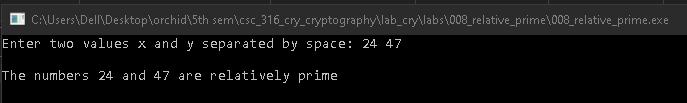 C:\Users\Dell\Desktop\orchid\5th sem\csc_316_cry_cryptography\lab_cry\labs\008_relative_prime\008_relative_prime.exe
Enter two values x and y separated by space: 24 47
The numbers 24 and 47 are relatively prime